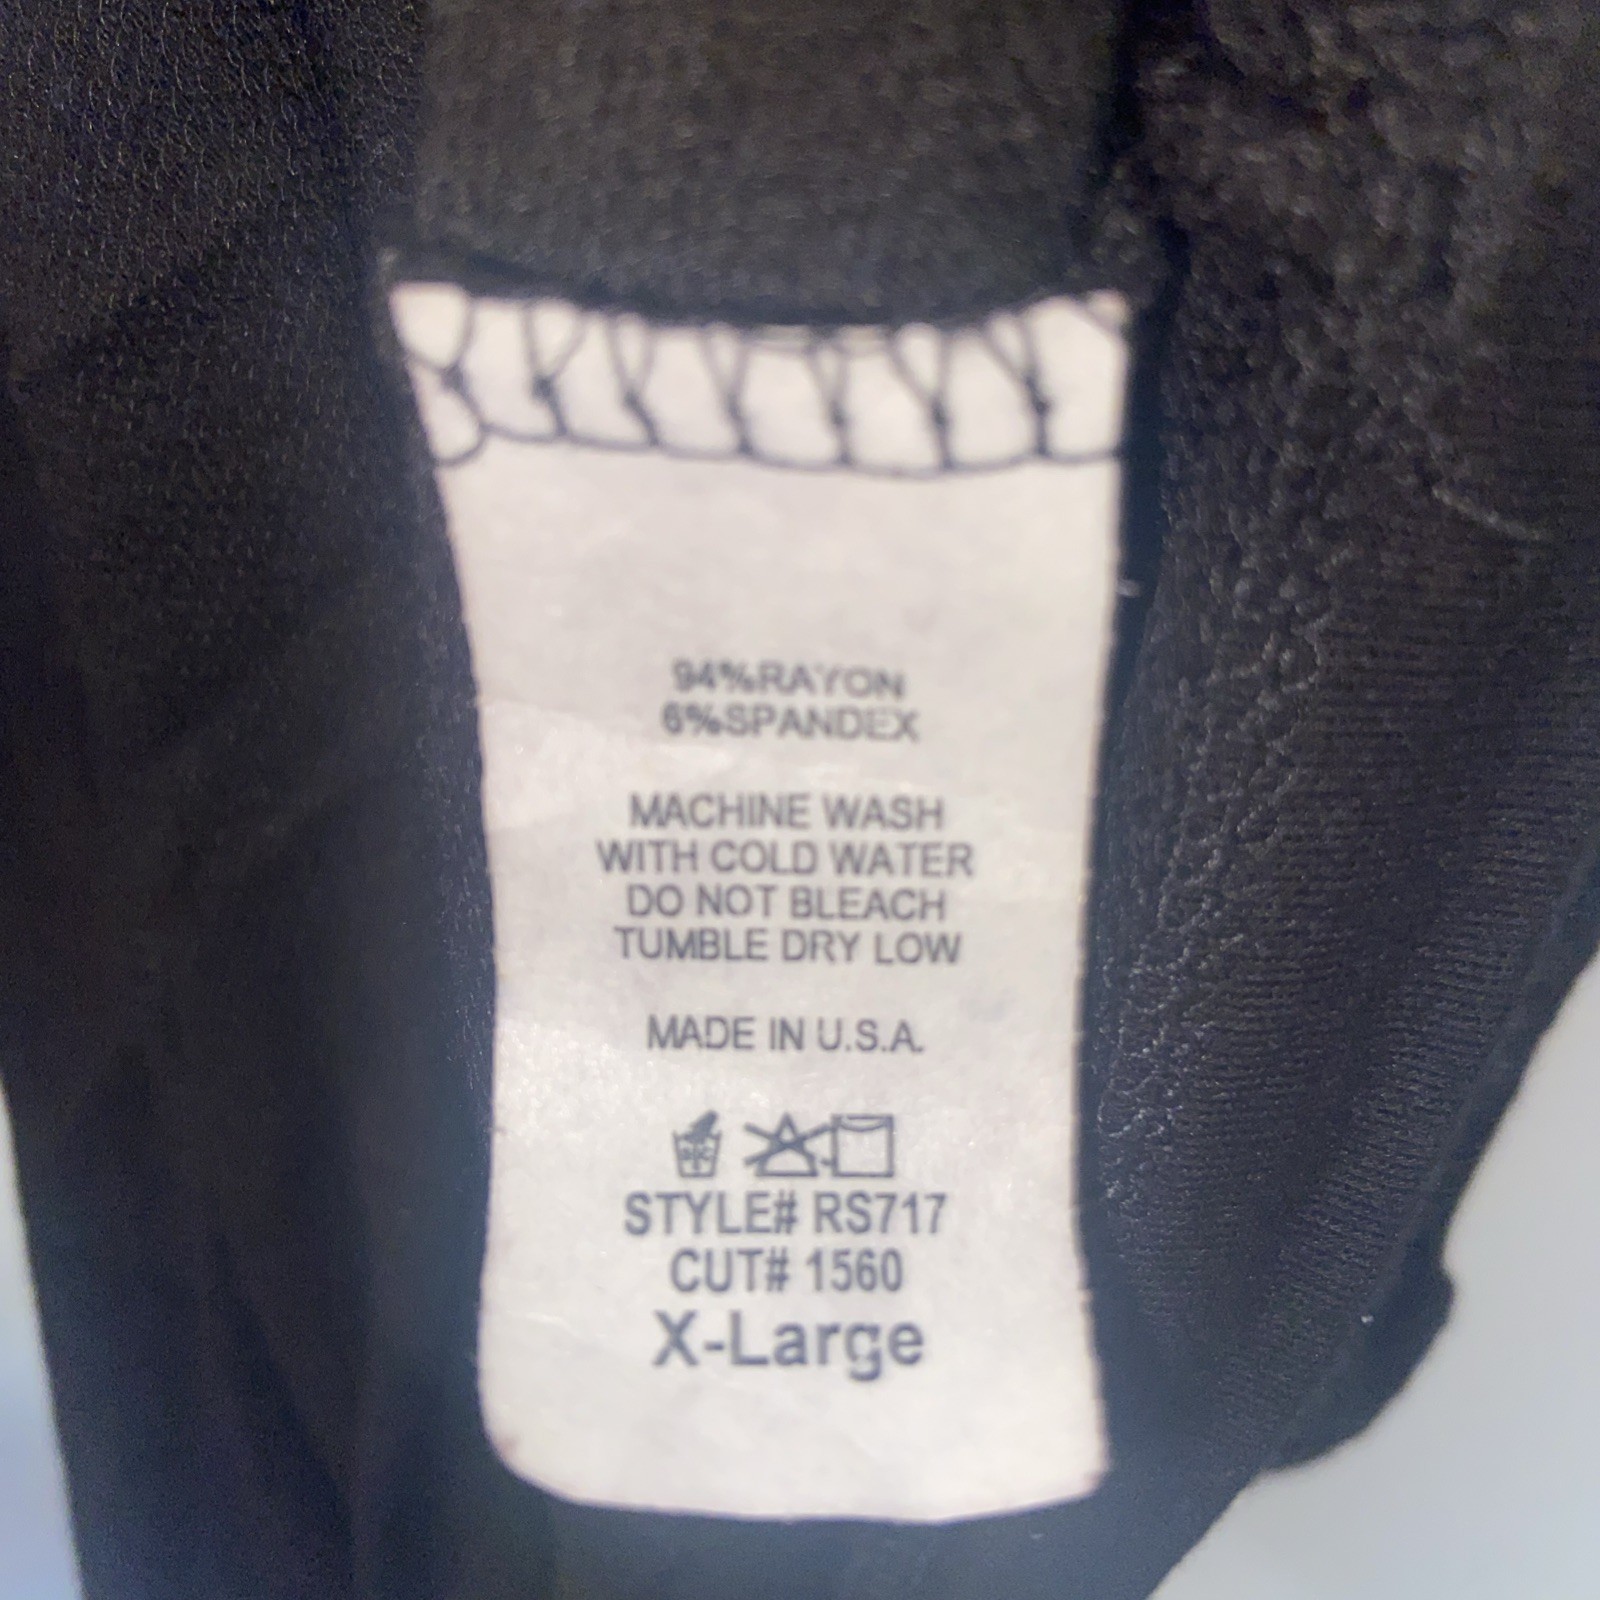 94%RAYON
6%SPANDEX
MACHINE WASH
WITH COLD WATER
DO NOT BLEACH
TUMBLE DRY LOW
MADE IN U.S.A.
STYLE# RS717
CUT# 1560
X-Large